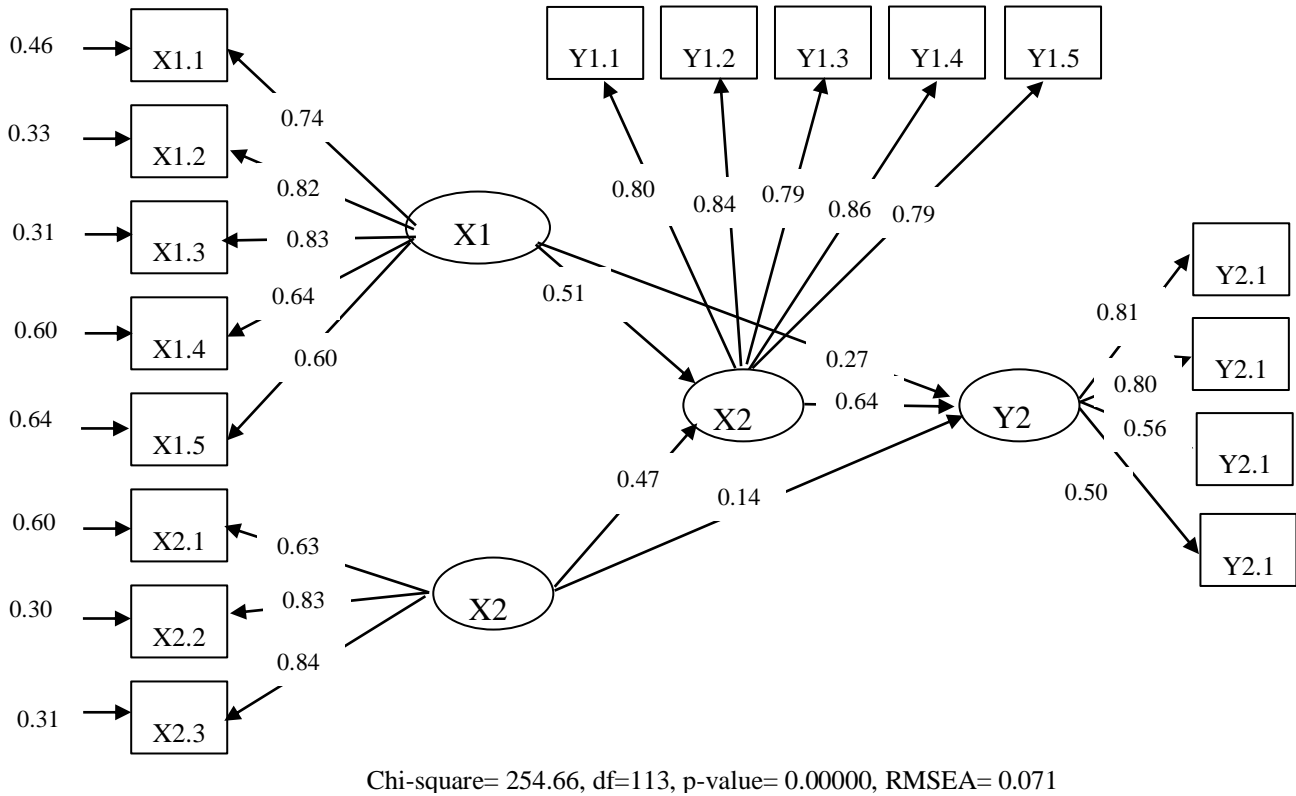 0.46
X1.1
Y1.1
Y1.2
Y1.3
Y1.4
Y1.5
0.33
X1.2
0.74
0.82
0.31
X1.3
0.83
X1
0.80
0.84
0.79
0.86
0.79
0.60
X1.4
0.64
0.51
0.60
0.64
X1.5
Y2.1
0.81
0.27
X2
0.64
Y2
0.80
Y2.1
0.56
Y2.1
0.60
X2.1
0.63
0.47
0.14
0.50
Y2.1
0.30
X2.2
0.83
X2
0.84
0.31
X2.3
Chi-square= 254.66, df=113, p-value= 0.00000, RMSEA= 0.071